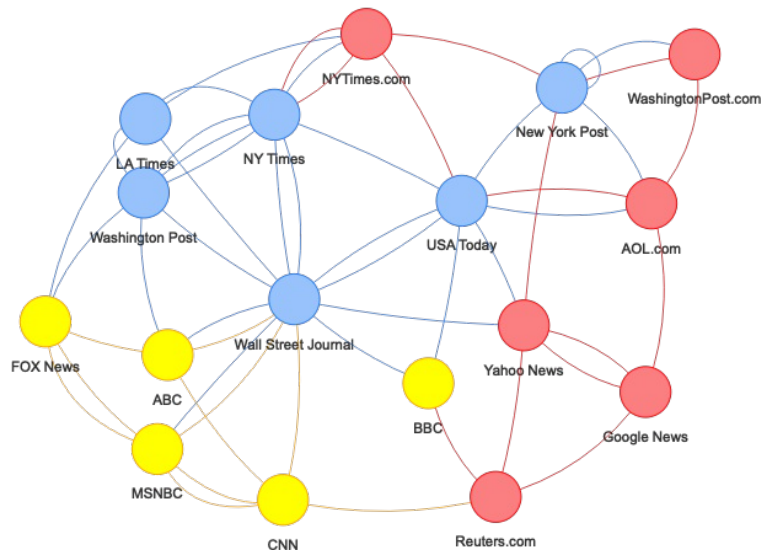 NYTimes.com
WashingtonPost.com
New York Post
LA Times
NY Times
Washington Post
USA Today
AOL.com
Wall Street Journal
FOX News
Yahoo News
ABC
BBC
Google News
MSNBC
CNN
Reuters.com